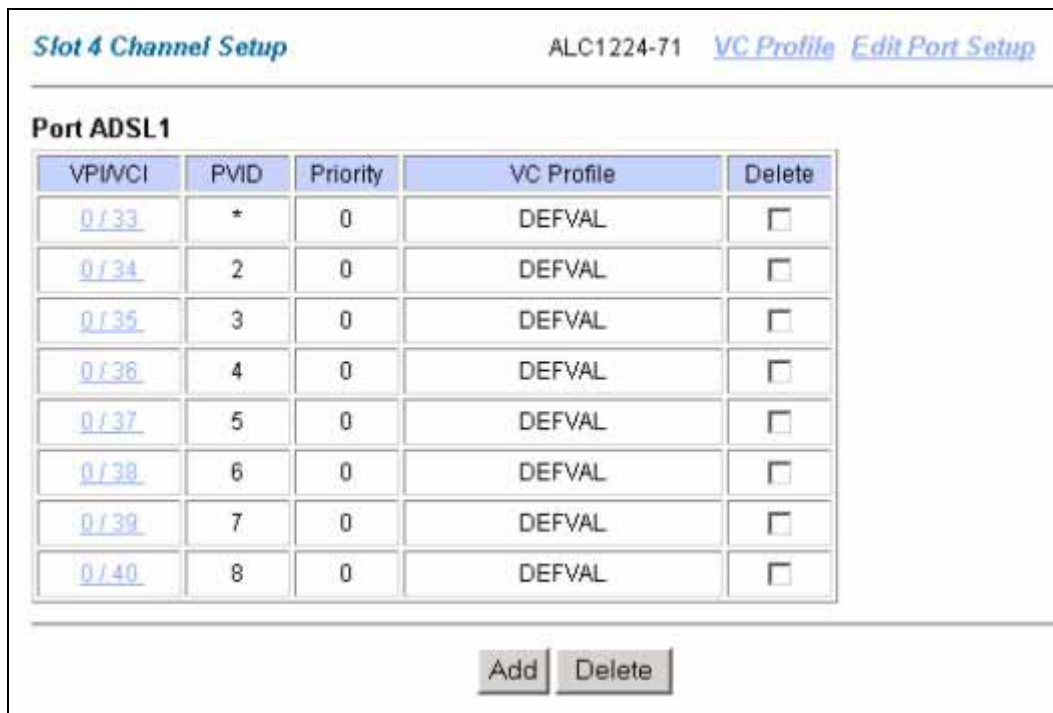 Slot 4 Channel Setup ALC1224-71 VC Profile Edit Port Setup
Port ADSL1
VPI/VCI PVID Priority VC Profile Delete
0 / 33 * 0 DEFVAL
0 / 34 2 0 DEFVAL
0 / 35 3 0 DEFVAL
0 / 36 4 0 DEFVAL
0 / 37 5 0 DEFVAL
0 / 38 6 0 DEFVAL
0 / 39 7 0 DEFVAL
0 / 40 8 0 DEFVAL
Add Delete